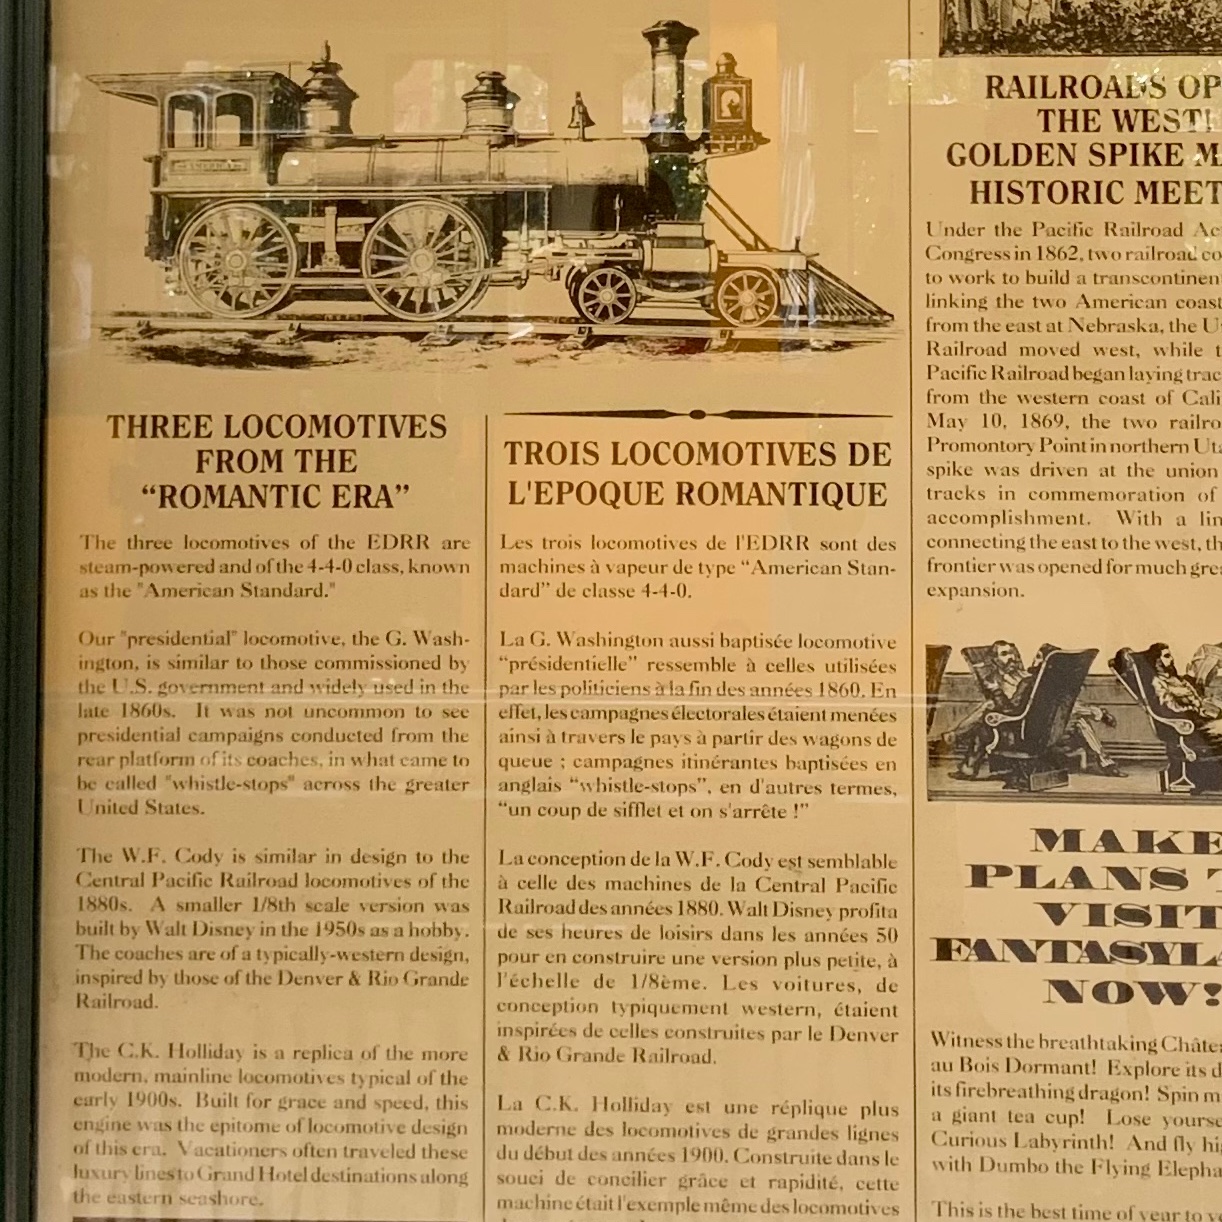 THREE LOCOMOTIVES
FROM THE
“ROMANTIC ERA”
The three locomotives of the EDRR are
steam-powered and of the 4-4-0 class, known
as the "American Standard."
Our "presidential" locomotive, the G. Wash-
ington, is similar to those commissioned by
the U.S. government and widely used in the
late 1860s. It was not uncommon to see
presidential campaigns conducted from the
rear platform of its coaches, in what came to
be called "whistle-stops" across the greater
United States.
The W.F. Cody is similar in design to the
Central Pacific Railroad locomotives of the
1880s. A smaller 1/8th scale version was
built by Walt Disney in the 1950s as a hobby.
The coaches are of a typically-western design,
inspired by those of the Denver & Rio Grande
Railroad.
The C.K. Holliday is a replica of the more
modern, mainline locomotives typical of the
early 1900s. Built for grace and speed, this
engine was the epitome of locomotive design
of this era. Vacationers often traveled these
luxury lines to Grand Hotel destinations along
the eastern seashore.
TROIS LOCOMOTIVES DE
L'EPOQUE ROMANTIQUE
Les trois locomotives de l'EDRR sont des
machines à vapeur de type “American Stan-
dard” de classe 4-4-0.
La G. Washington aussi baptisée locomotive
“présidentielle” ressemble à celles utilisées
par les politiciens à la fin des années 1860. En
effet, les campagnes électorales étaient menées
ainsi à travers le pays à partir des wagons de
queue ; campagnes itinérantes baptisées en
anglais “whistle-stops”, en d'autres termes,
“un coup de sifflet et on s'arrête !”
La conception de la W.F. Cody est semblable
à celle des machines de la Central Pacific
Railroad des années 1880. Walt Disney profita
de ses heures de loisirs dans les années 50
pour en construire une version plus petite, à
l'échelle de 1/8ème. Les voitures, de
conception typiquement western, étaient
inspirées de celles construites par le Denver
& Rio Grande Railroad.
La C.K. Holliday est une réplique plus
moderne des locomotives de grandes lignes
du début des années 1900. Construite dans le
souci de concilier grâce et rapidité, cette
machine était l'exemple même des locomotives
RAILROADS OP
THE WEST!
GOLDEN SPIKE M
HISTORIC MEET
Under the Pacific Railroad Ac
Congress in 1862, two railroad co
to work to build a transcontinen
linking the two American coast
from the east at Nebraska, the U
Railroad moved west, while t
Pacific Railroad began laying trac
from the western coast of Cali
May 10, 1869, the two railro
Promontory Point in northern Uta
spike was driven at the union
tracks in commemoration of
accomplishment. With a lin
connecting the east to the west, th
frontier was opened for much grea
expansion.
MAKE
PLANS T
VISIT
FANTASYLA
NOW!
Witness the breathtaking Châte
au Bois Dormant! Explore its d
its firebreathing dragon! Spin m
a giant tea cup! Lose yourse
Curious Labyrinth! And fly hig
with Dumbo the Flying Elepha
This is the best time of year to v